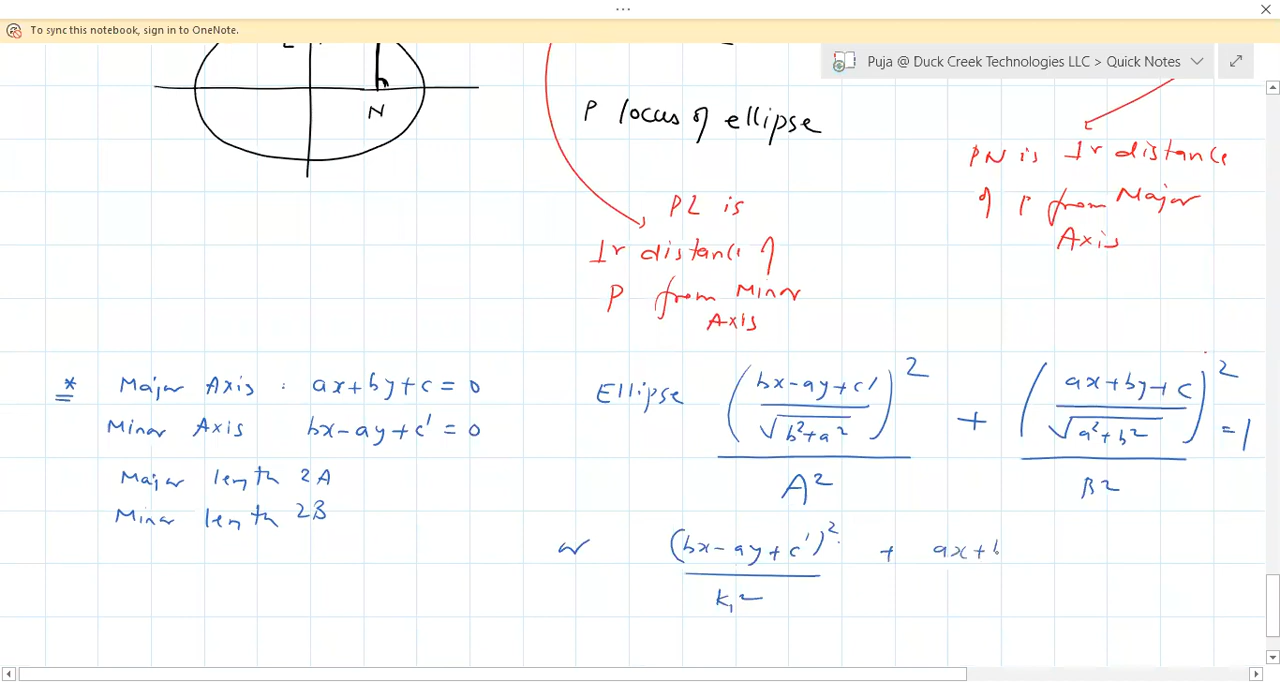 ...
To sync this notebook, sign in to OneNote.
Puja @ Duck Creek Technologies LLC > Quick Notes
N
P locus of ellipse
PN is ⊥r distance
of P from Major
Axis
PL is
⊥r distance of
P from Minor
Axis
* Major Axis : ax+by+c = 0
Minor Axis bx-ay+c' = 0
Major length 2A
Minor length 2B
Ellipse ((bx-ay+c')/√(b²+a²))²/A² + ((ax+by+c)/√(a²+b²))²/B² = 1
or (bx-ay+c')²/K₁² + ax+b